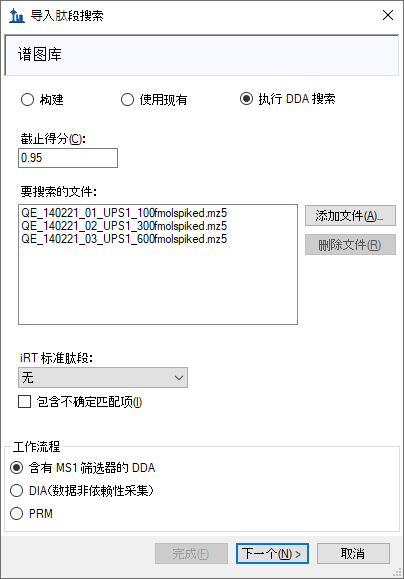 导入肽段搜索
谱图库
构建 使用现有 执行 DDA 搜索
截止得分(C):
0.95
要搜索的文件:
QE_140221_01_UPS1_100fmolspiked.mz5
QE_140221_02_UPS1_300fmolspiked.mz5
QE_140221_03_UPS1_600fmolspiked.mz5
添加文件(A)...
删除文件(R)
iRT 标准肽段:
无
包含不确定匹配项(I)
工作流程
含有 MS1 筛选器的 DDA
DIA(数据非依赖性采集)
PRM
完成(F) 下一个(N) > 取消